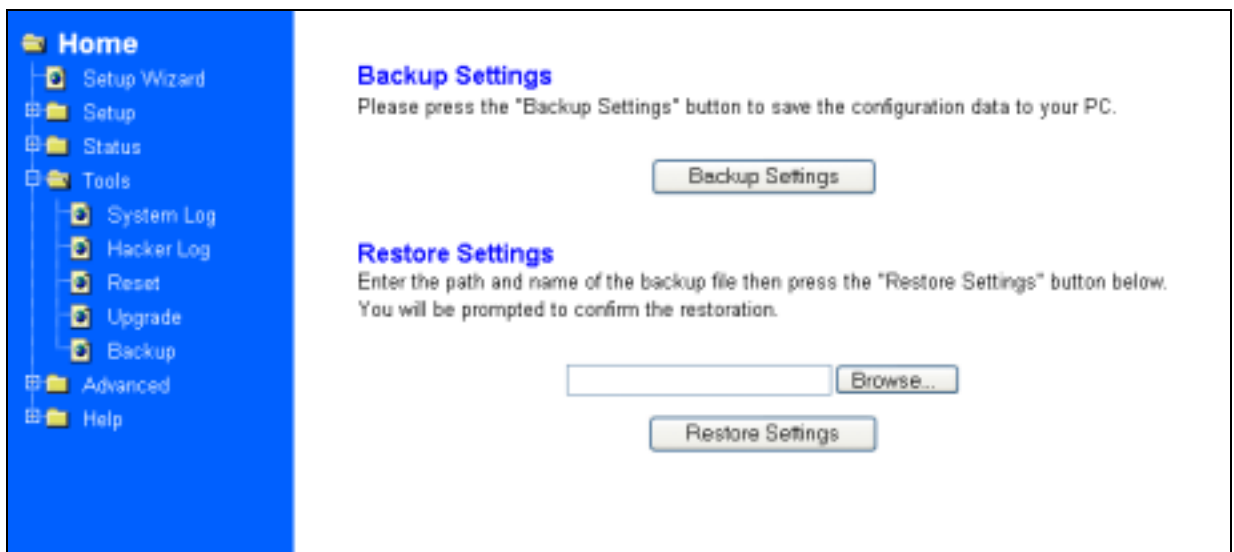 Home
Setup Wizard
Setup
Status
Tools
System Log
Hacker Log
Reset
Upgrade
Backup
Advanced
Help
Backup Settings
Please press the "Backup Settings" button to save the configuration data to your PC.
Backup Settings
Restore Settings
Enter the path and name of the backup file then press the "Restore Settings" button below.
You will be prompted to confirm the restoration.
Browse...
Restore Settings